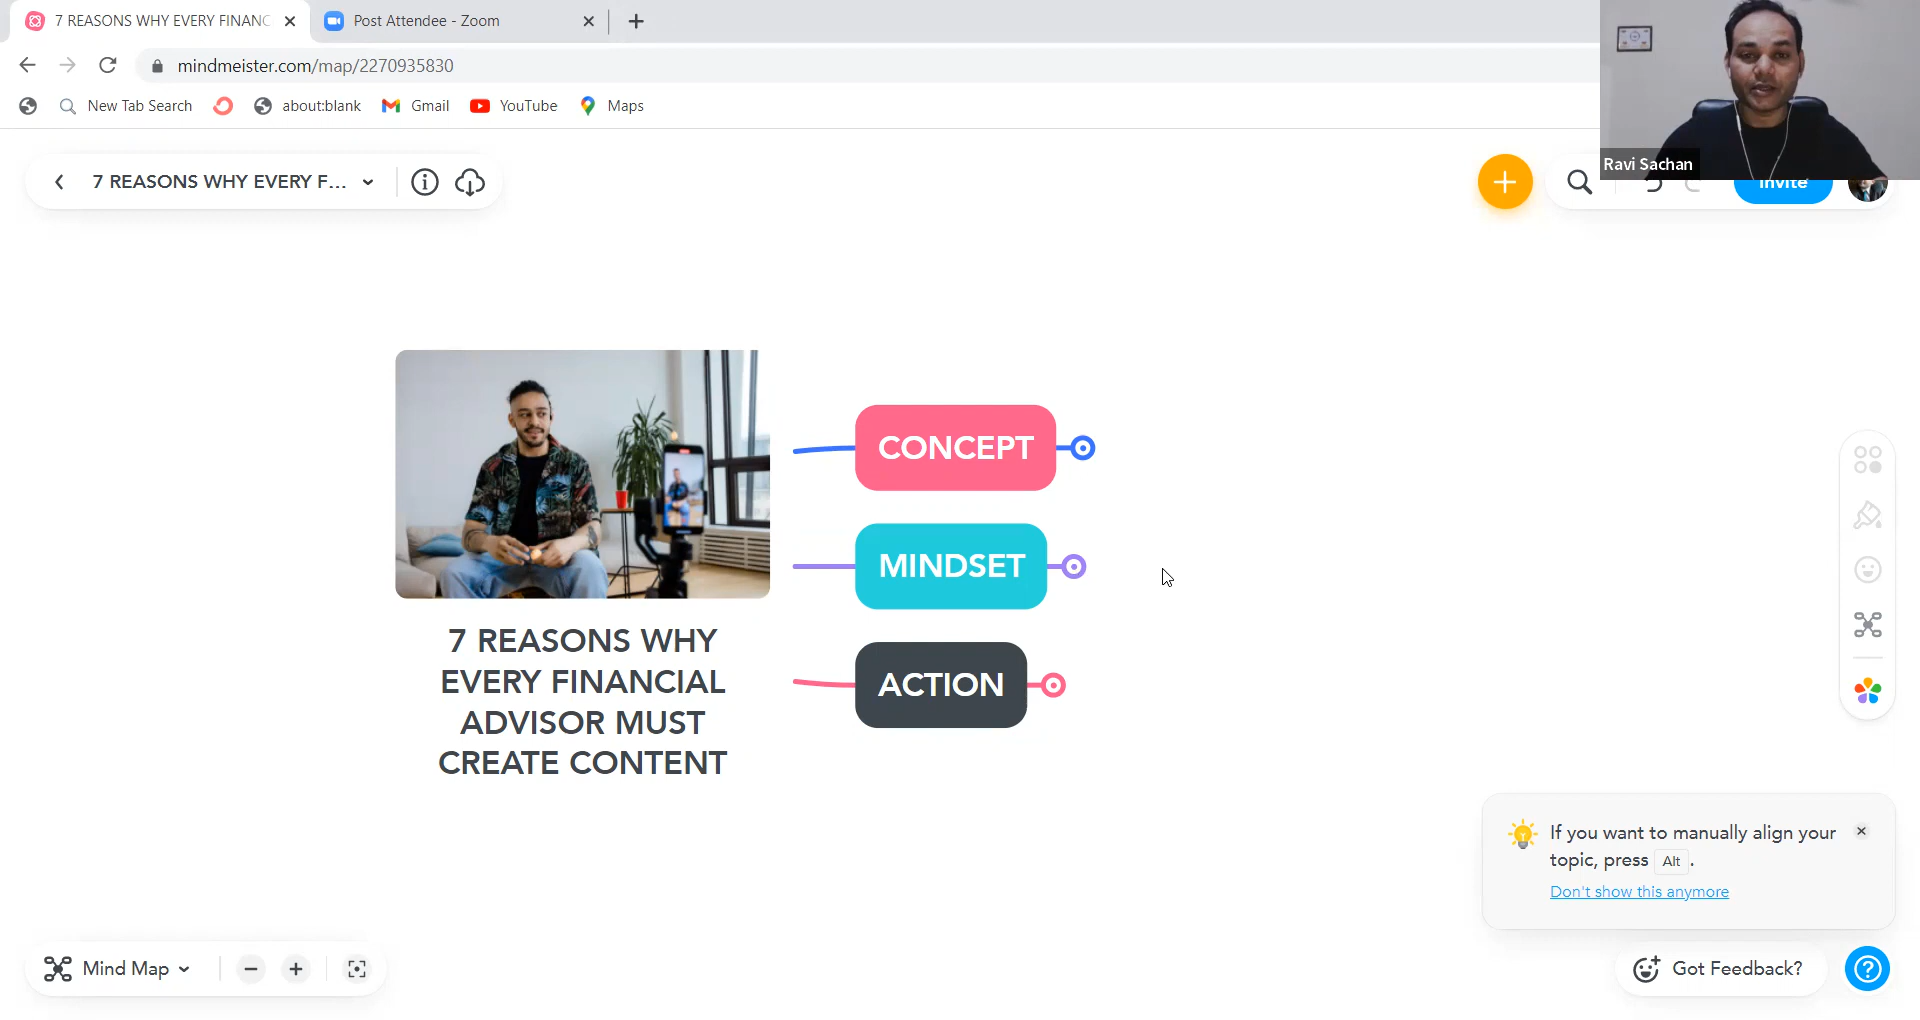 7 REASONS WHY EVERY FINANC
Post Attendee - Zoom
mindmeister.com/map/2270935830
New Tab Search
about:blank
Gmail
YouTube
Maps
7 REASONS WHY EVERY F...
Ravi Sachan
Invite
CONCEPT
MINDSET
ACTION
7 REASONS WHY
EVERY FINANCIAL
ADVISOR MUST
CREATE CONTENT
If you want to manually align your
topic, press Alt .
Don't show this anymore
Mind Map
Got Feedback?